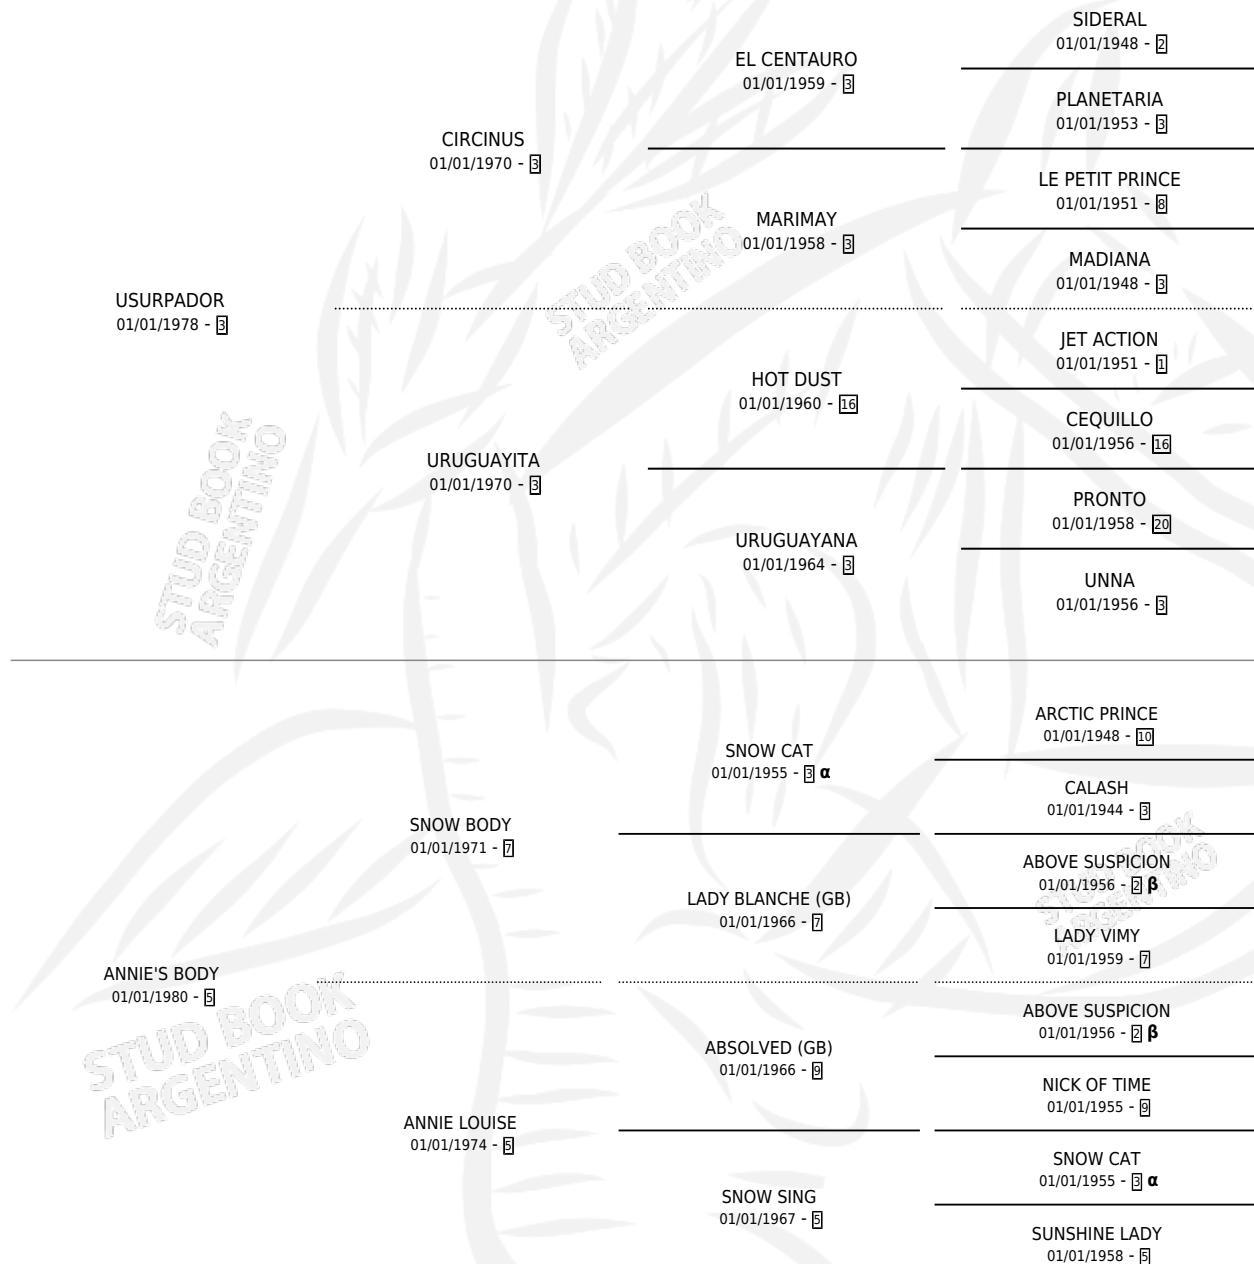 SIDERAL
01/01/1948 - 2
EL CENTAURO
01/01/1959 - 3
PLANETARIA
01/01/1953 - 3
CIRCINUS
01/01/1970 - 3
LE PETIT PRINCE
01/01/1951 - 8
MARIMAY
01/01/1958 - 3
MADIANA
01/01/1948 - 3
USURPADOR
01/01/1978 - 3
JET ACTION
01/01/1951 - 1
HOT DUST
01/01/1960 - 16
CEQUILLO
01/01/1956 - 16
URUGUAYITA
01/01/1970 - 3
PRONTO
01/01/1958 - 20
URUGUAYANA
01/01/1964 - 3
UNNA
01/01/1956 - 3
ARCTIC PRINCE
01/01/1948 - 10
SNOW CAT
01/01/1955 - 3 α
CALASH
01/01/1944 - 3
SNOW BODY
01/01/1971 - 7
ABOVE SUSPICION
01/01/1956 - 2 β
LADY BLANCHE (GB)
01/01/1966 - 7
LADY VIMY
01/01/1959 - 7
ANNIE'S BODY
01/01/1980 - 5
ABOVE SUSPICION
01/01/1956 - 2 β
ABSOLVED (GB)
01/01/1966 - 9
NICK OF TIME
01/01/1955 - 9
ANNIE LOUISE
01/01/1974 - 5
SNOW CAT
01/01/1955 - 3 α
SNOW SING
01/01/1967 - 5
SUNSHINE LADY
01/01/1958 - 5
STUD BOOK
ARGENTINO
STUD BOOK
ARGENTINO
STUD BOOK
ARGENTINO
STUD BOOK
ARGENTINO